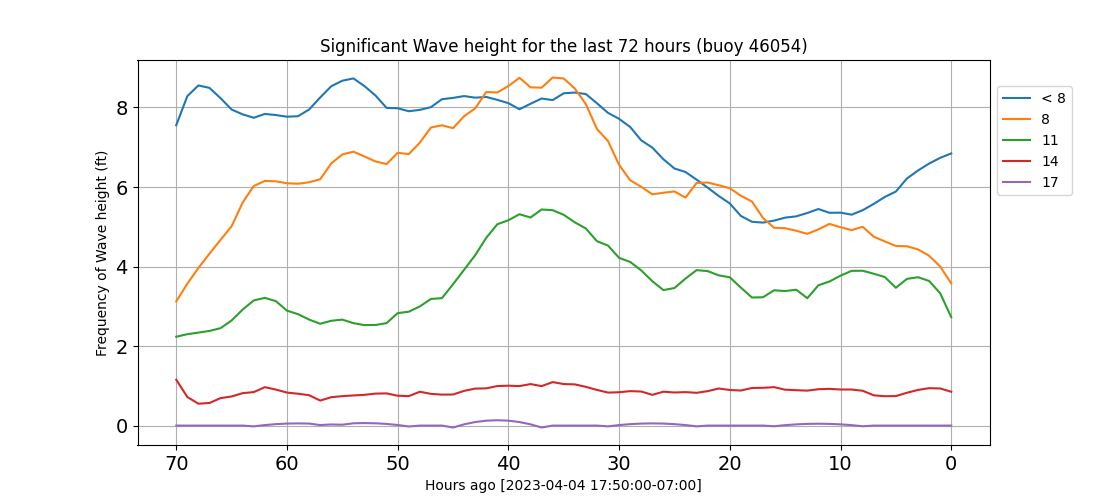 Significant Wave height for the last 72 hours (buoy 46054)
Frequency of Wave height (ft)
8
6
4
2
0
70 60 50 40 30 20 10 0
Hours ago [2023-04-04 17:50:00-07:00]
< 8
8
11
14
17